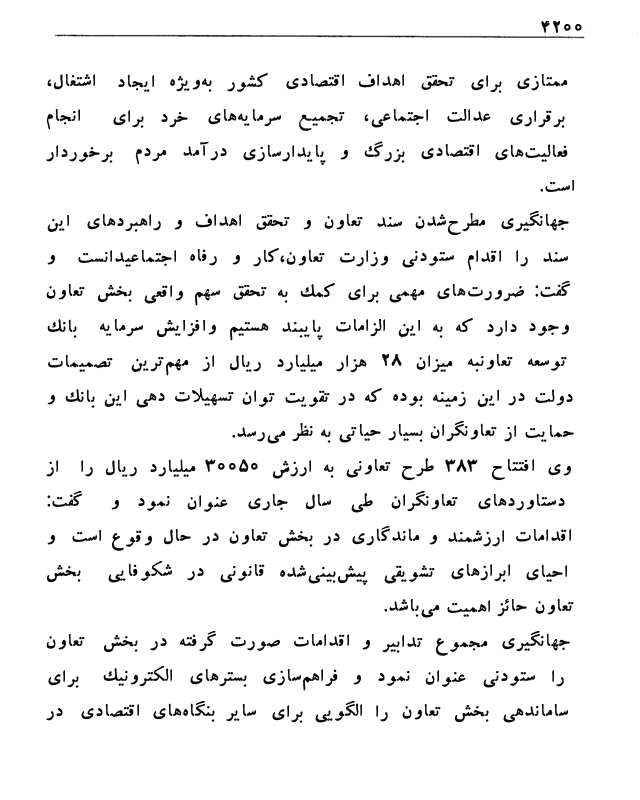 ۴۲۰۰
ممتازی برای تحقق اهداف اقتصادی کشور به‌ویژه ایجاد اشتغال،
برقراری عدالت اجتماعی، تجمیع سرمایه‌های خرد برای انجام
فعالیت‌های اقتصادی بزرگ و پایدارسازی درآمد مردم برخوردار
است.
جهانگیری مطرح‌شدن سند تعاون و تحقق اهداف و راهبردهای این
سند را اقدام ستودنی وزارت تعاون،کار و رفاه اجتماعیدانست و
گفت: ضرورت‌های مهمی برای کمك به تحقق سهم واقعی بخش تعاون
وجود دارد که به این الزامات پایبند هستیم وافزایش سرمایه بانك
توسعه تعاونبه میزان ۲۸ هزار میلیارد ریال از مهم‌ترین تصمیمات
دولت در این زمینه بوده که در تقویت توان تسهیلات دهی این بانك و
حمایت از تعاونگران بسیار حیاتی به نظر می‌رسد.
وی افتتاح ۳۸۳ طرح تعاونی به ارزش ۳۰۰۵۰ میلیارد ریال را از
دستاوردهای تعاونگران طی سال جاری عنوان نمود و گفت:
اقدامات ارزشمند و ماندگاری در بخش تعاون در حال وقوع است و
احیای ابرازهای تشویقی پیش‌بینی‌شده قانونی در شکوفایی بخش
تعاون حائز اهمیت می‌باشد.
جهانگیری مجموع تدابیر و اقدامات صورت گرفته در بخش تعاون
را ستودنی عنوان نمود و فراهم‌سازی بسترهای الکترونیك برای
ساماندهی بخش تعاون را الگویی برای سایر بنگاه‌های اقتصادی در